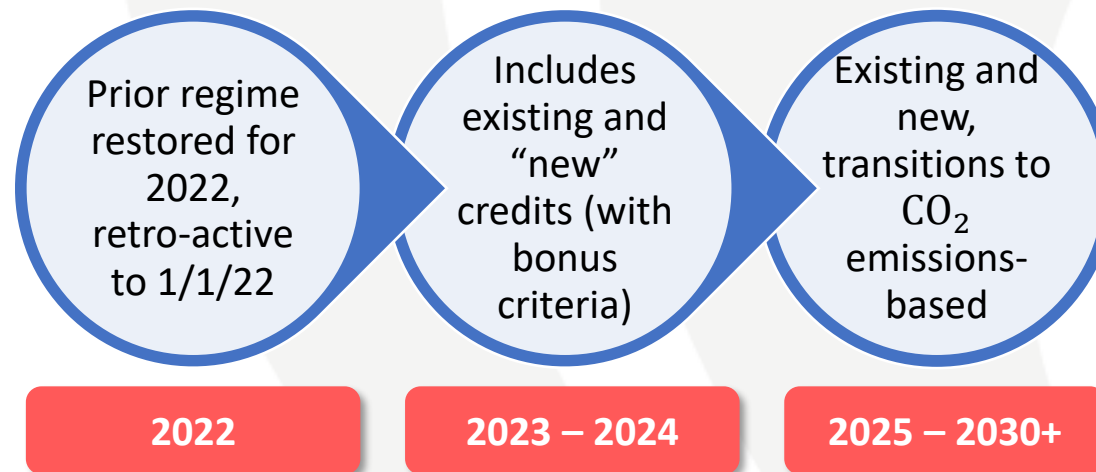 Prior regime
restored for
2022,
retro-active
to 1/1/22
Includes
existing and
“new”
credits (with
bonus
criteria)
Existing and
new,
transitions to
CO₂
emissions-
based
2022
2023 – 2024
2025 – 2030+